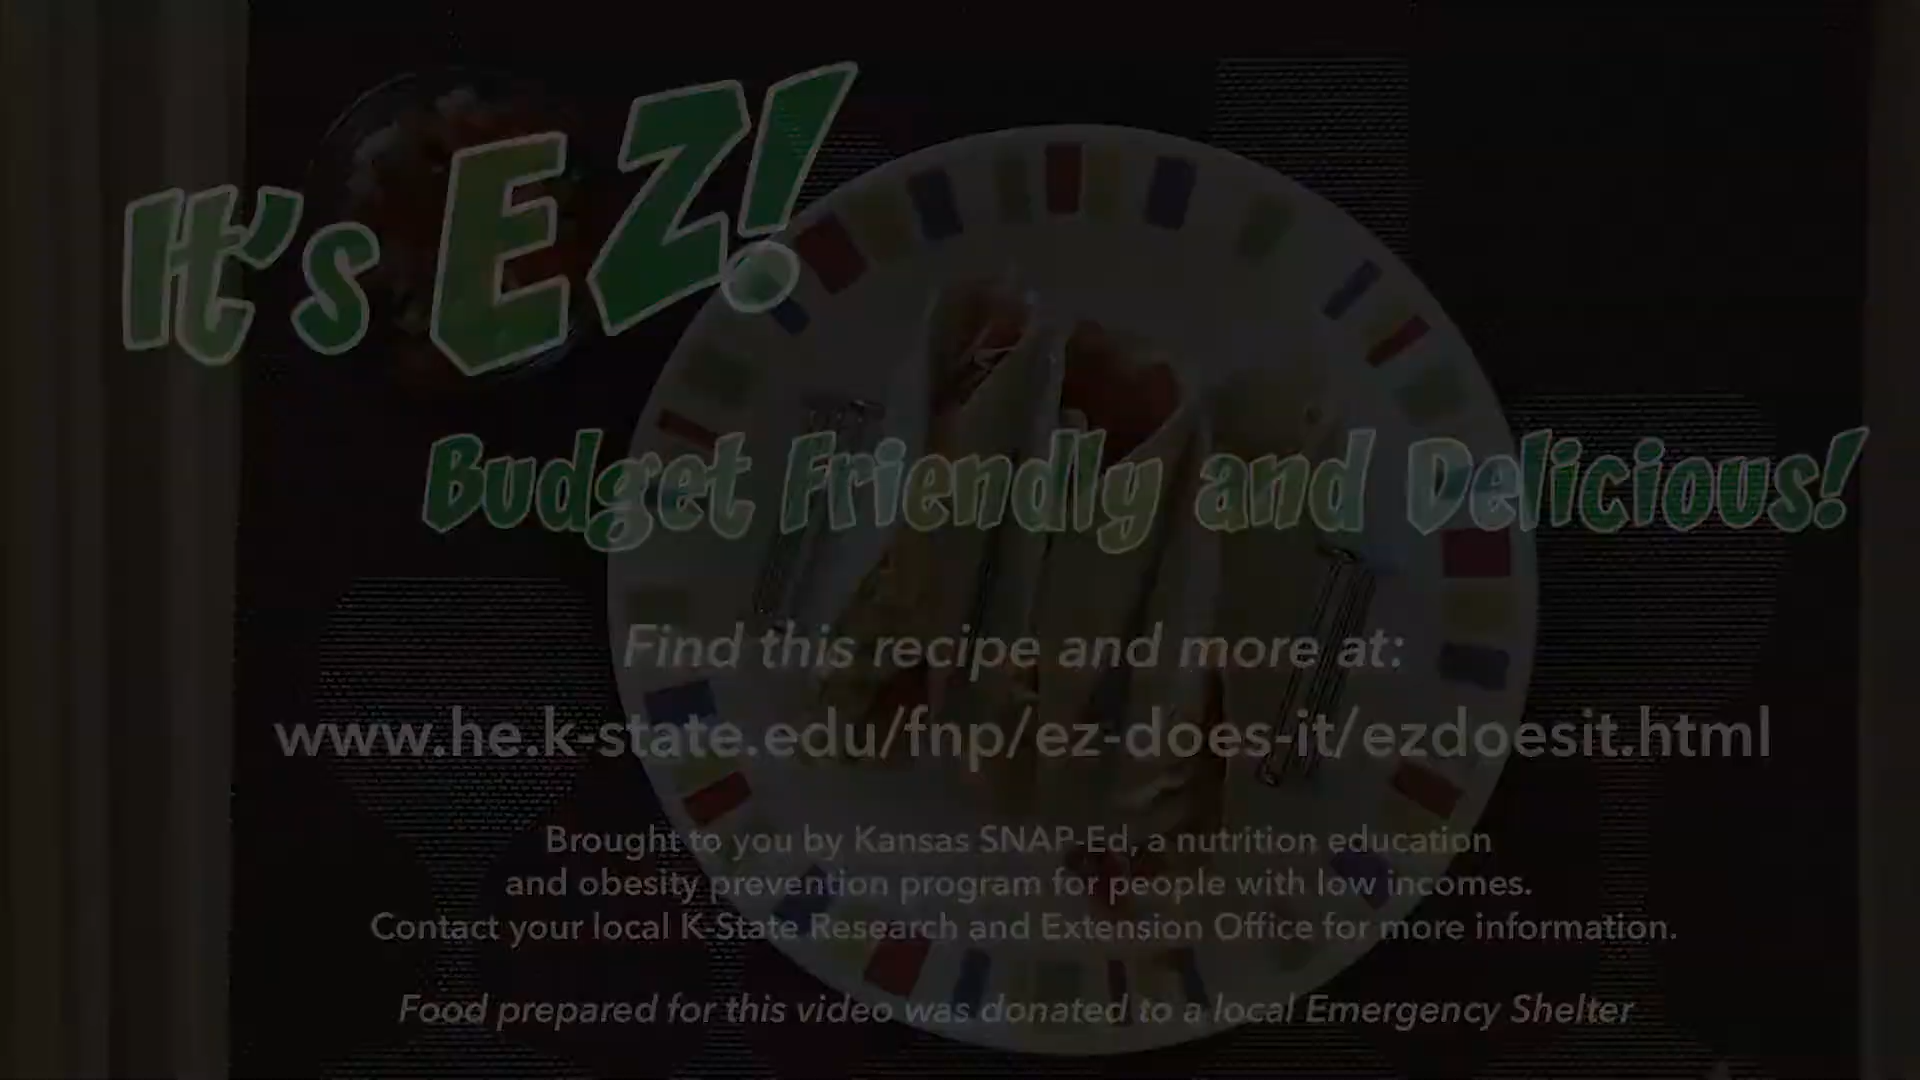 It's EZ!
Budget Friendly and Delicious!
Find this recipe and more at:
www.he.k-state.edu/fnp/ez-does-it/ezdoesit.html
Brought to you by Kansas SNAP-Ed, a nutrition education
and obesity prevention program for people with low incomes.
Contact your local K-State Research and Extension Office for more information.
Food prepared for this video was donated to a local Emergency Shelter